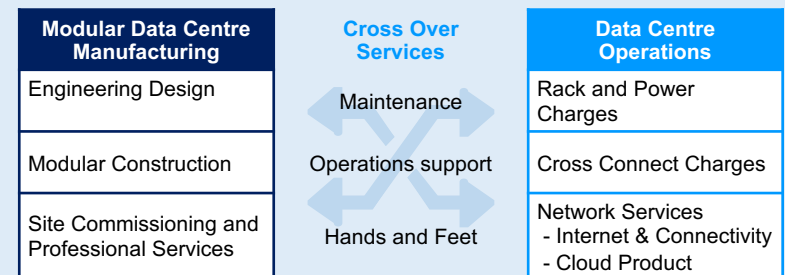 Modular Data Centre
Manufacturing
Cross Over
Services
Data Centre
Operations
Engineering Design
Maintenance
Rack and Power
Charges
Modular Construction
Operations support
Cross Connect Charges
Site Commissioning and
Professional Services
Hands and Feet
Network Services
- Internet & Connectivity
- Cloud Product